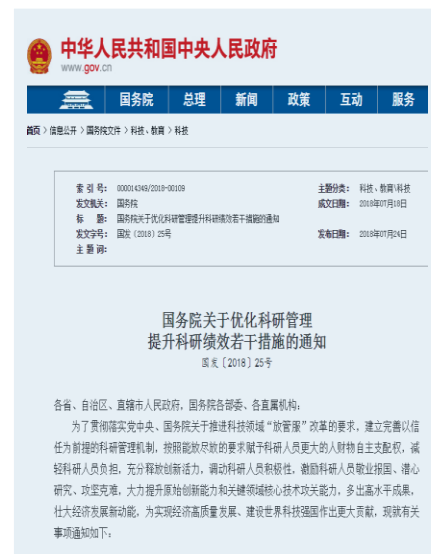 中华人民共和国中央人民政府
www.gov.cn
国务院 总理 新闻 政策 互动 服务
首页 > 信息公开 > 国务院文件 > 科技、教育 > 科技
索 引 号： 000014349/2018-00109 主题分类： 科技、教育\科技
发文机关： 国务院 成文日期： 2018年07月18日
标 题： 国务院关于优化科研管理提升科研绩效若干措施的通知
发文字号： 国发〔2018〕25号 发布日期： 2018年07月24日
主 题 词：
国务院关于优化科研管理
提升科研绩效若干措施的通知
国发〔2018〕25号
各省、自治区、直辖市人民政府，国务院各部委、各直属机构：
为了贯彻落实党中央、国务院关于推进科技领域“放管服”改革的要求，建立完善以信
任为前提的科研管理机制，按照能放尽放的要求赋予科研人员更大的人财物自主支配权，减
轻科研人员负担，充分释放创新活力，调动科研人员积极性，激励科研人员敬业报国、潜心
研究、攻坚克难，大力提升原始创新能力和关键领域核心技术攻关能力，多出高水平成果，
壮大经济发展新动能，为实现经济高质量发展、建设世界科技强国作出更大贡献，现就有关
事项通知如下：